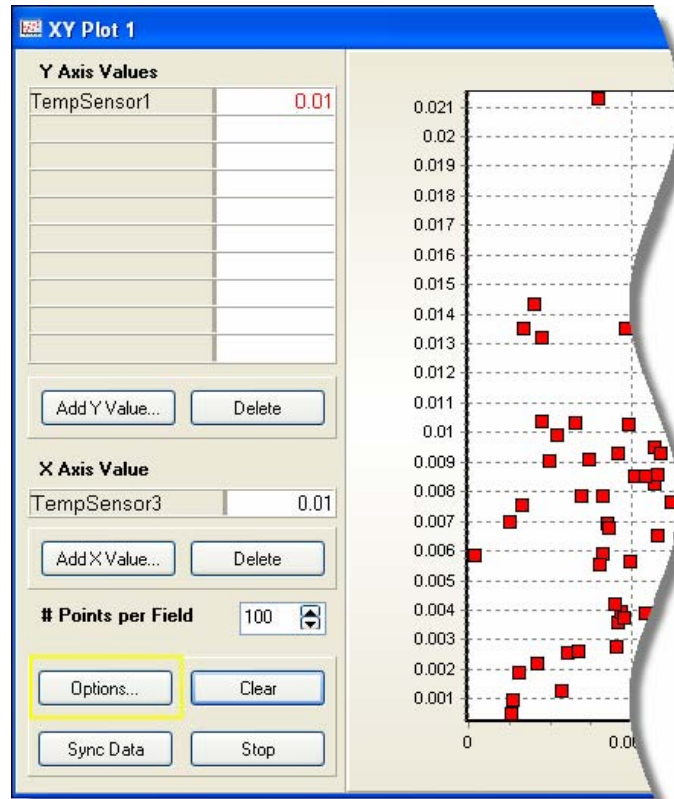 XY Plot 1
Y Axis Values
TempSensor1 0.01
Add Y Value... Delete
X Axis Value
TempSensor3 0.01
Add X Value... Delete
# Points per Field 100
Options... Clear
Sync Data Stop
0.021
0.02
0.019
0.018
0.017
0.016
0.015
0.014
0.013
0.012
0.011
0.01
0.009
0.008
0.007
0.006
0.005
0.004
0.003
0.002
0.001
0